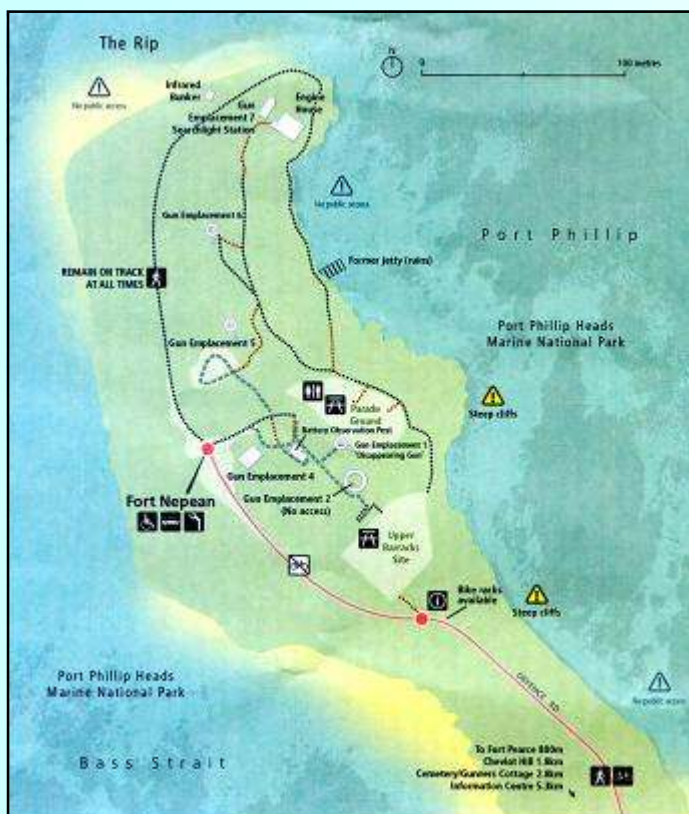 The Rip
N
0
100 metres
No public access
Infrared
Bunker
Gun
Emplacement 7
Searchlight Station
Engine
House
No public access
Gun Emplacement 6
Port Phillip
REMAIN ON TRACK
AT ALL TIMES
Former Jetty (ruins)
Port Phillip Heads
Marine National Park
Gun Emplacement 5
Steep cliffs
Parade
Ground
Battery Observation Post
Gun Emplacement 1
'Disappearing Gun'
Gun Emplacement 4
Fort Nepean
Gun Emplacement 2
(No access)
Upper
Barracks
Site
Bike racks
available
Steep cliffs
Port Phillip Heads
Marine National Park
DEFENCE RD
No public access
Bass Strait
To Fort Pearce 800m
Cheviot Hill 1.8km
Cemetery/Gunners Cottage 2.8km
Information Centre 5.3km